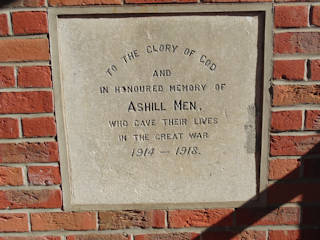 TO THE GLORY OF GOD
AND
IN HONOURED MEMORY OF
ASHILL MEN,
WHO GAVE THEIR LIVES
IN THE GREAT WAR
1914 — 1918.